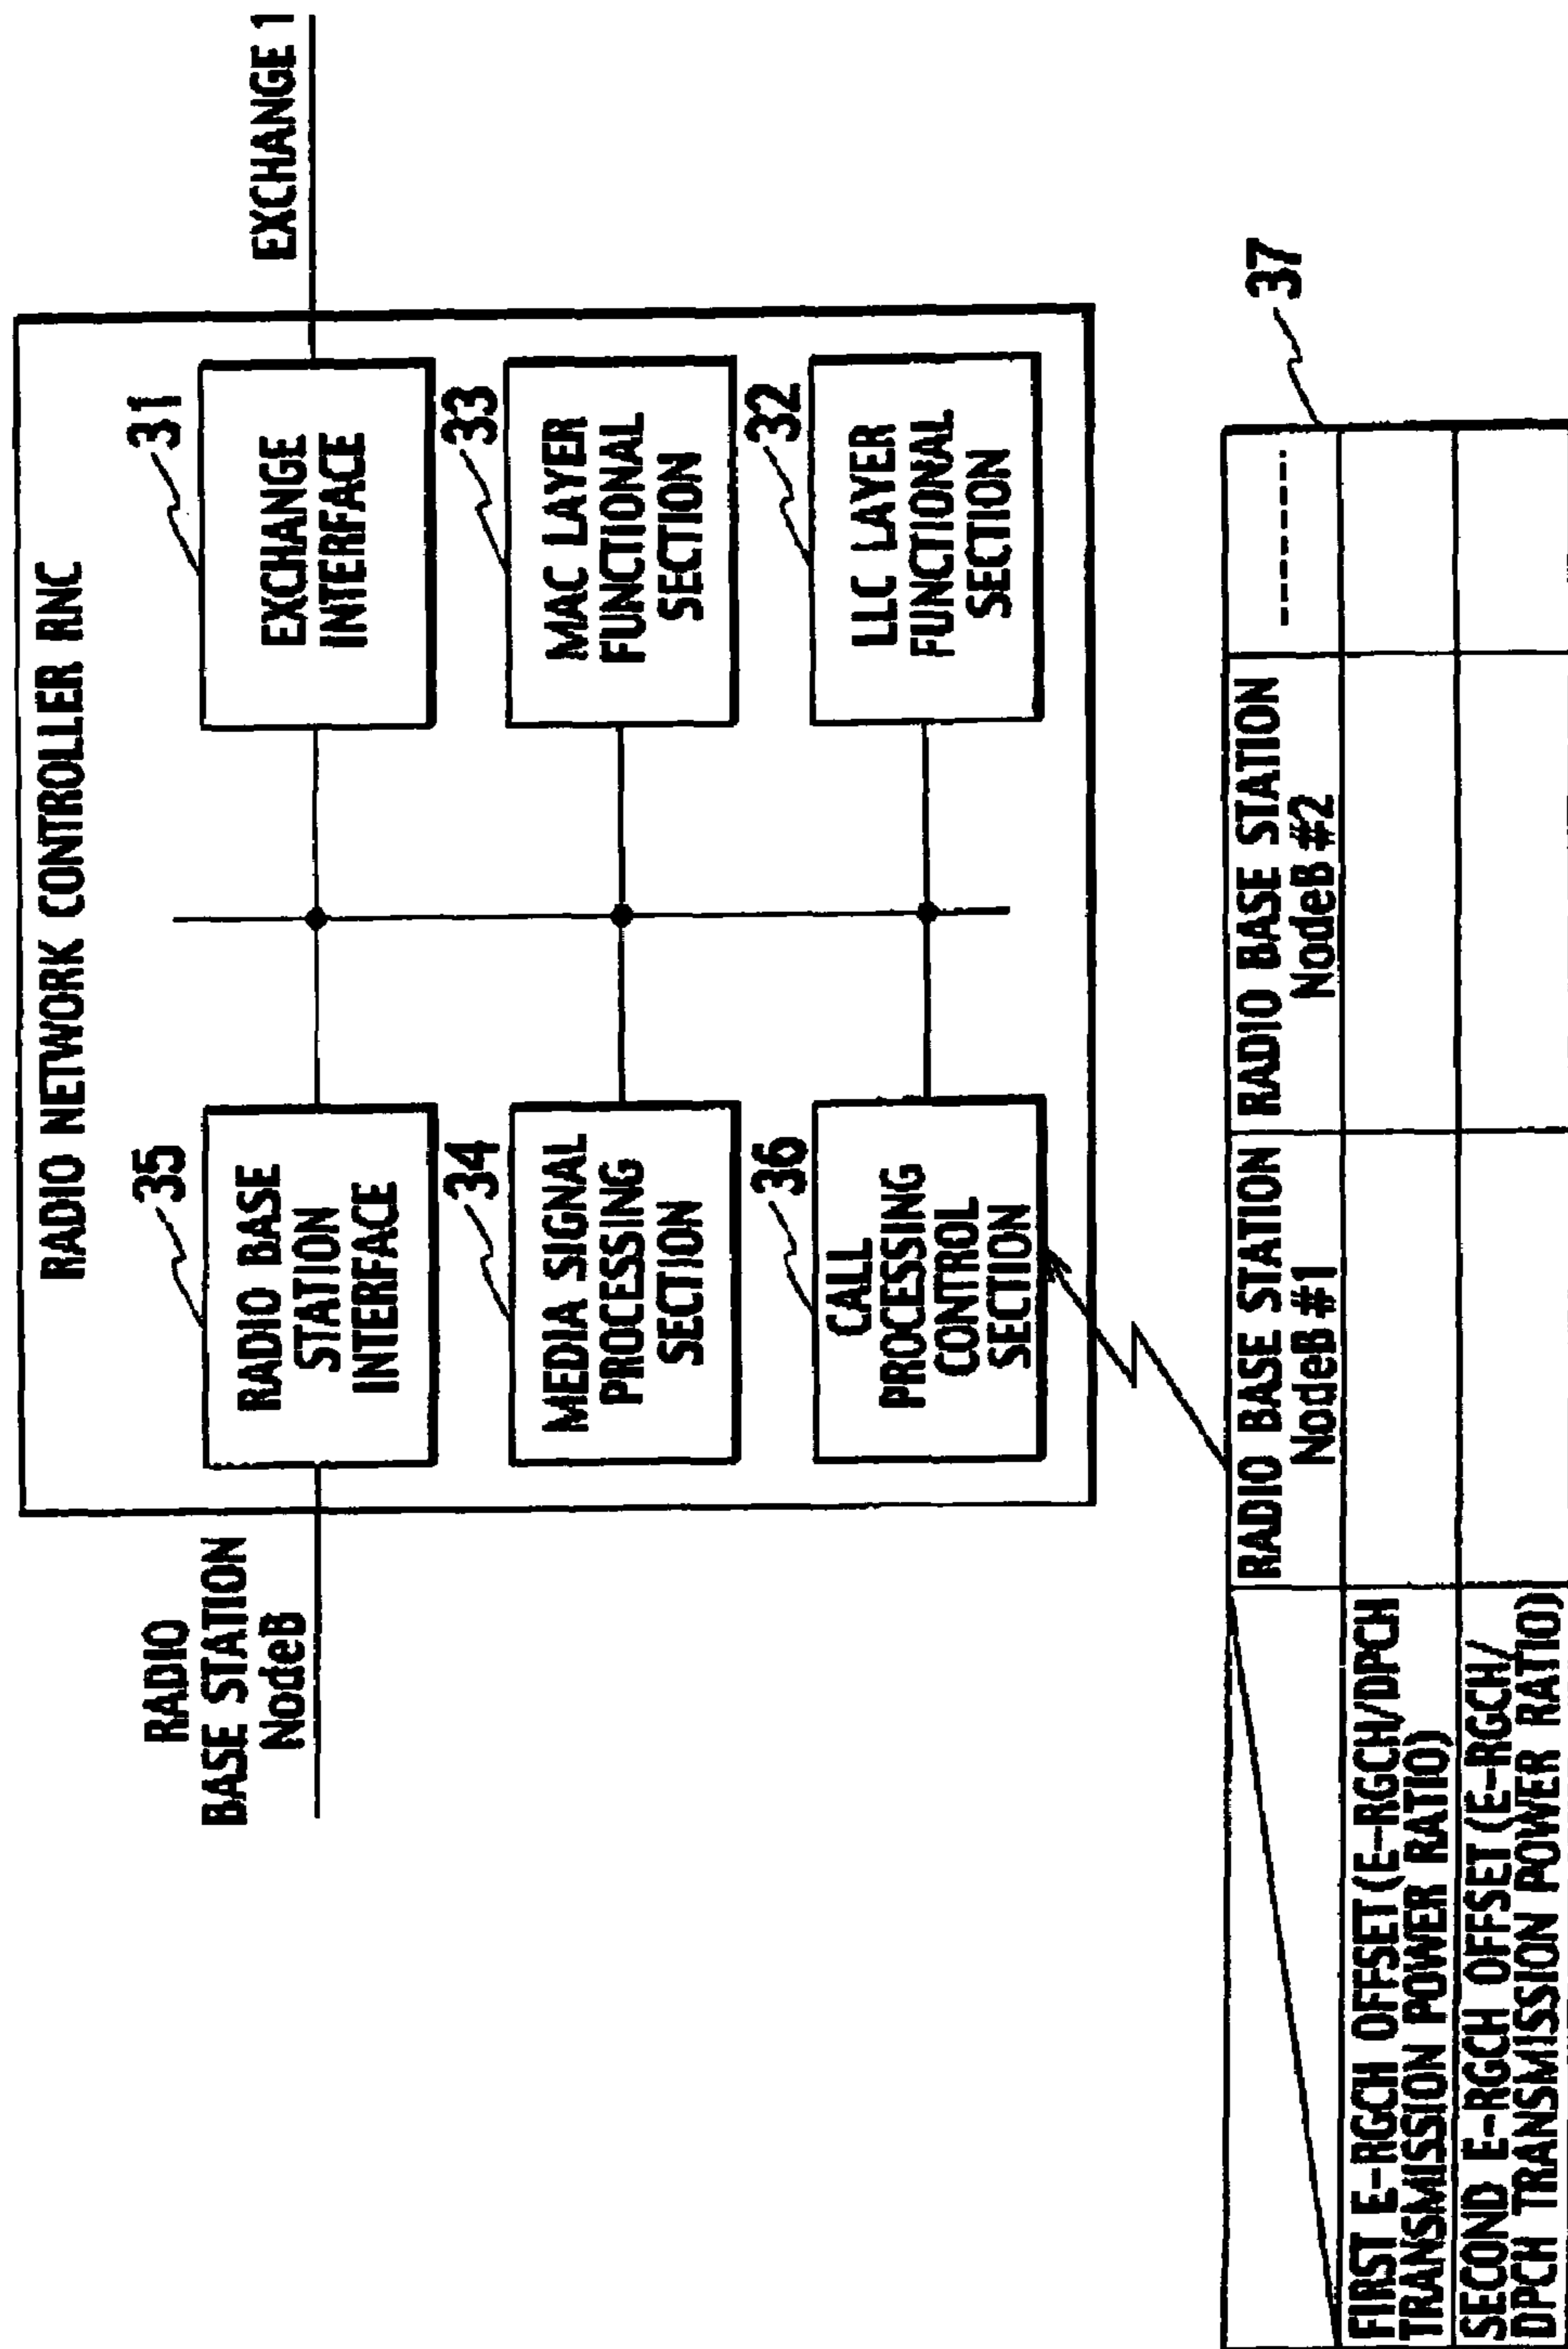 RADIO NETWORK CONTROLLER RNC
RADIO
BASE STATION
NodeB
EXCHANGE 1
35
RADIO BASE
STATION
INTERFACE
31
EXCHANGE
INTERFACE
34
MEDIA SIGNAL
PROCESSING
SECTION
33
MAC LAYER
FUNCTIONAL
SECTION
36
CALL
PROCESSING
CONTROL
SECTION
32
LLC LAYER
FUNCTIONAL
SECTION
37
RADIO BASE STATION
NodeB #1
RADIO BASE STATION
NodeB #2
FIRST E-RGCH OFFSET(E-RGCH/DPCH
TRANSMISSION POWER RATIO)
SECOND E-RGCH OFFSET(E-RGCH/
DPCH TRANSMISSION POWER RATIO)